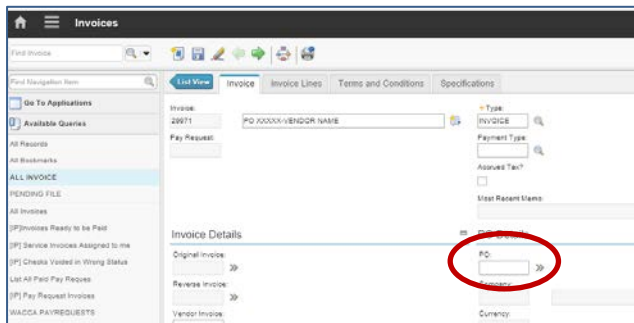 Invoices
Find Invoice
Find Navigation Item
List View Invoice Invoice Lines Terms and Conditions Specifications
Go To Applications
Available Queries
All Records
All Bookmarks
ALL INVOICE
PENDING FILE
All Invoices
[IP]Invoices Ready to be Paid
[IP] Service Invoices Assigned to me
[IP] Checks Voided in Wrong Status
List All Paid Pay Reques
[IP] Pay Request Invoices
WACCA PAYREQUESTS
Invoice:
29971
PO XXXXXX-VENDOR NAME
Pay Request:
Type:
INVOICE
Payment Type:
Accrued Tax?
Most Recent Memo:
Invoice Details
PO Details
Original Invoice:
PO:
Reverse Invoice:
Company:
Vendor Invoice:
Currency: